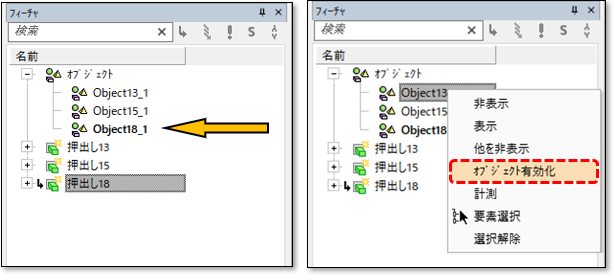 フィーチャ
検索
S
名前
オブジェクト
Object13_1
Object15_1
Object18_1
押出し13
押出し15
押出し18
フィーチャ
検索
S
名前
オブジェクト
Object13
Object15
Object18
押出し13
押出し15
押出し18
非表示
表示
他を非表示
オブジェクト有効化
計測
要素選択
選択解除